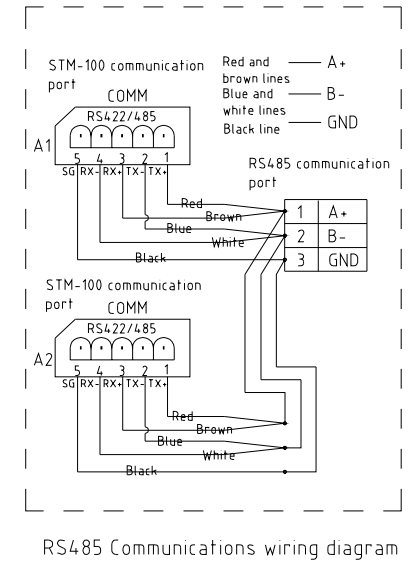 STM-100 communication
port
COMM
RS422/485
A1
5 4 3 2 1
SG RX- RX+ TX- TX+
Red and
brown lines
A+
Blue and
white lines
B-
Black line
GND
RS485 communication
port
1 A+
2 B-
3 GND
Red
Brown
Blue
White
Black
STM-100 communication
port
COMM
RS422/485
A2
5 4 3 2 1
SG RX- RX+ TX- TX+
Red
Brown
Blue
White
Black
RS485 Communications wiring diagram